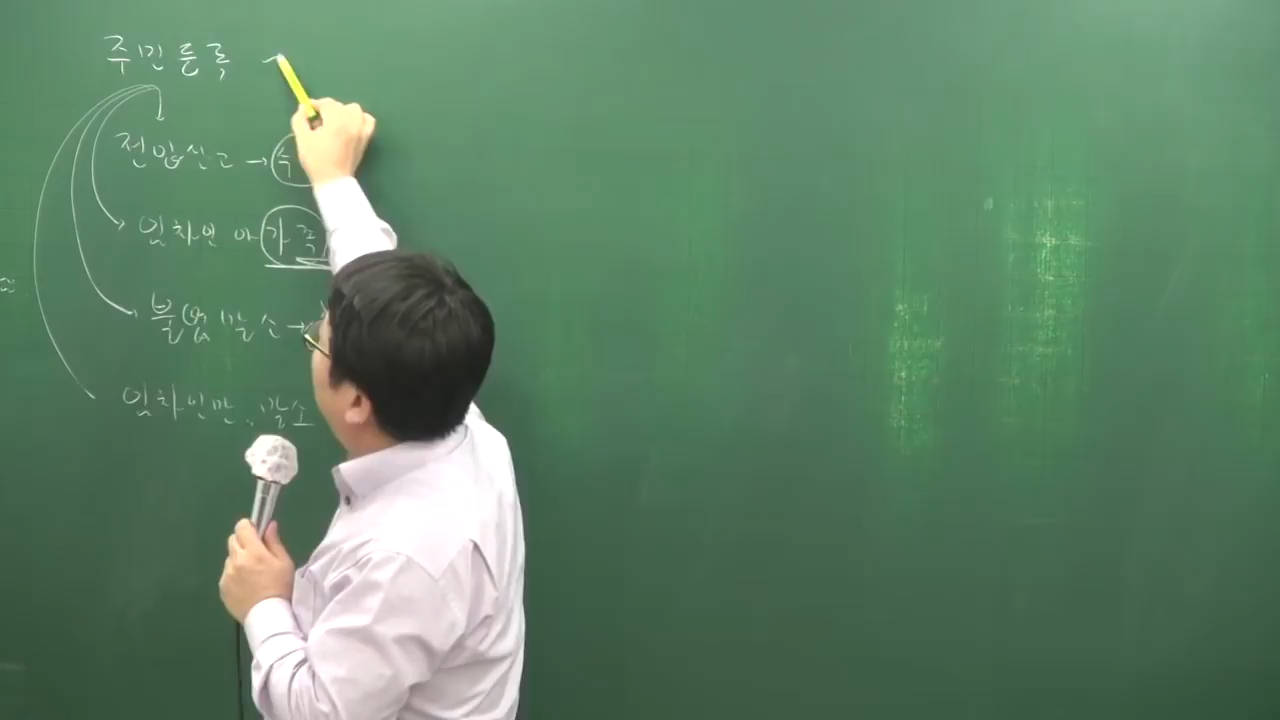 주민등록
전입신고 → 수
임차인 아 가족
불법말소 →
임차인만 말소